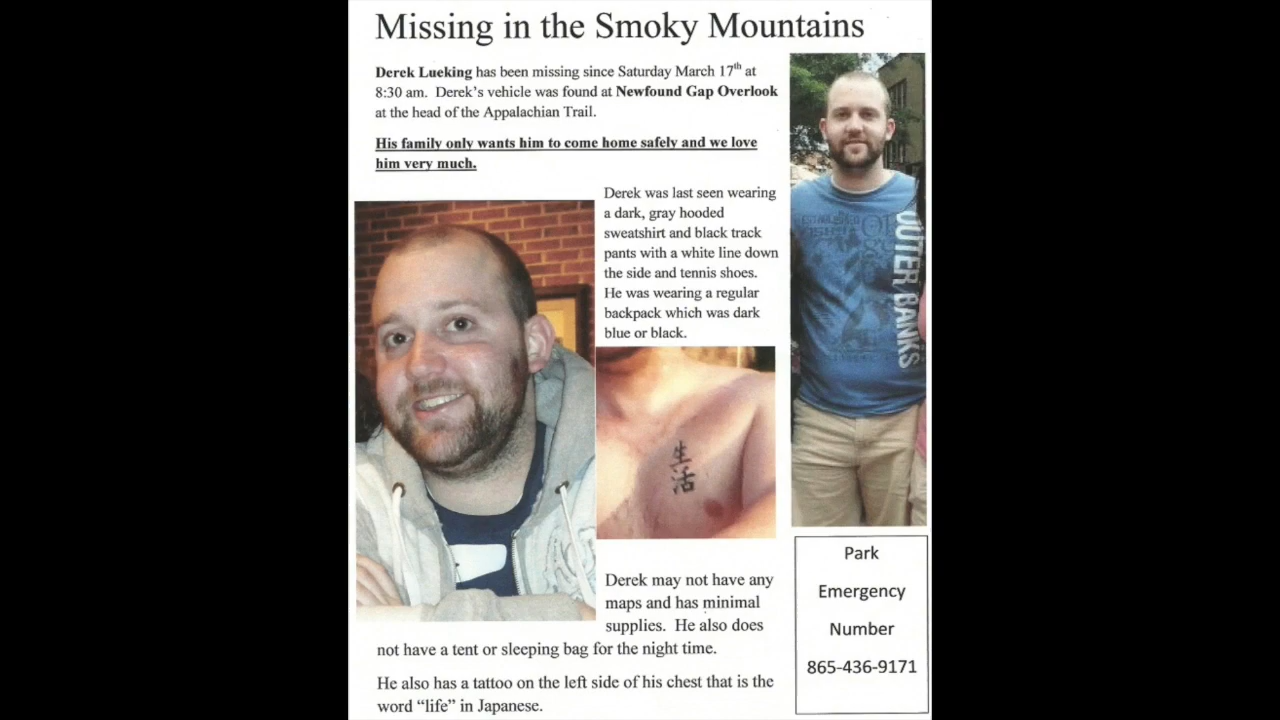 Missing in the Smoky Mountains
Derek Lueking has been missing since Saturday March 17th at
8:30 am. Derek's vehicle was found at Newfound Gap Overlook
at the head of the Appalachian Trail.
His family only wants him to come home safely and we love
him very much.
Derek was last seen wearing
a dark, gray hooded
sweatshirt and black track
pants with a white line down
the side and tennis shoes.
He was wearing a regular
backpack which was dark
blue or black.
生
活
OUTER BANKS
Derek may not have any
maps and has minimal
supplies. He also does
not have a tent or sleeping bag for the night time.
He also has a tattoo on the left side of his chest that is the
word “life” in Japanese.
Park
Emergency
Number
865-436-9171